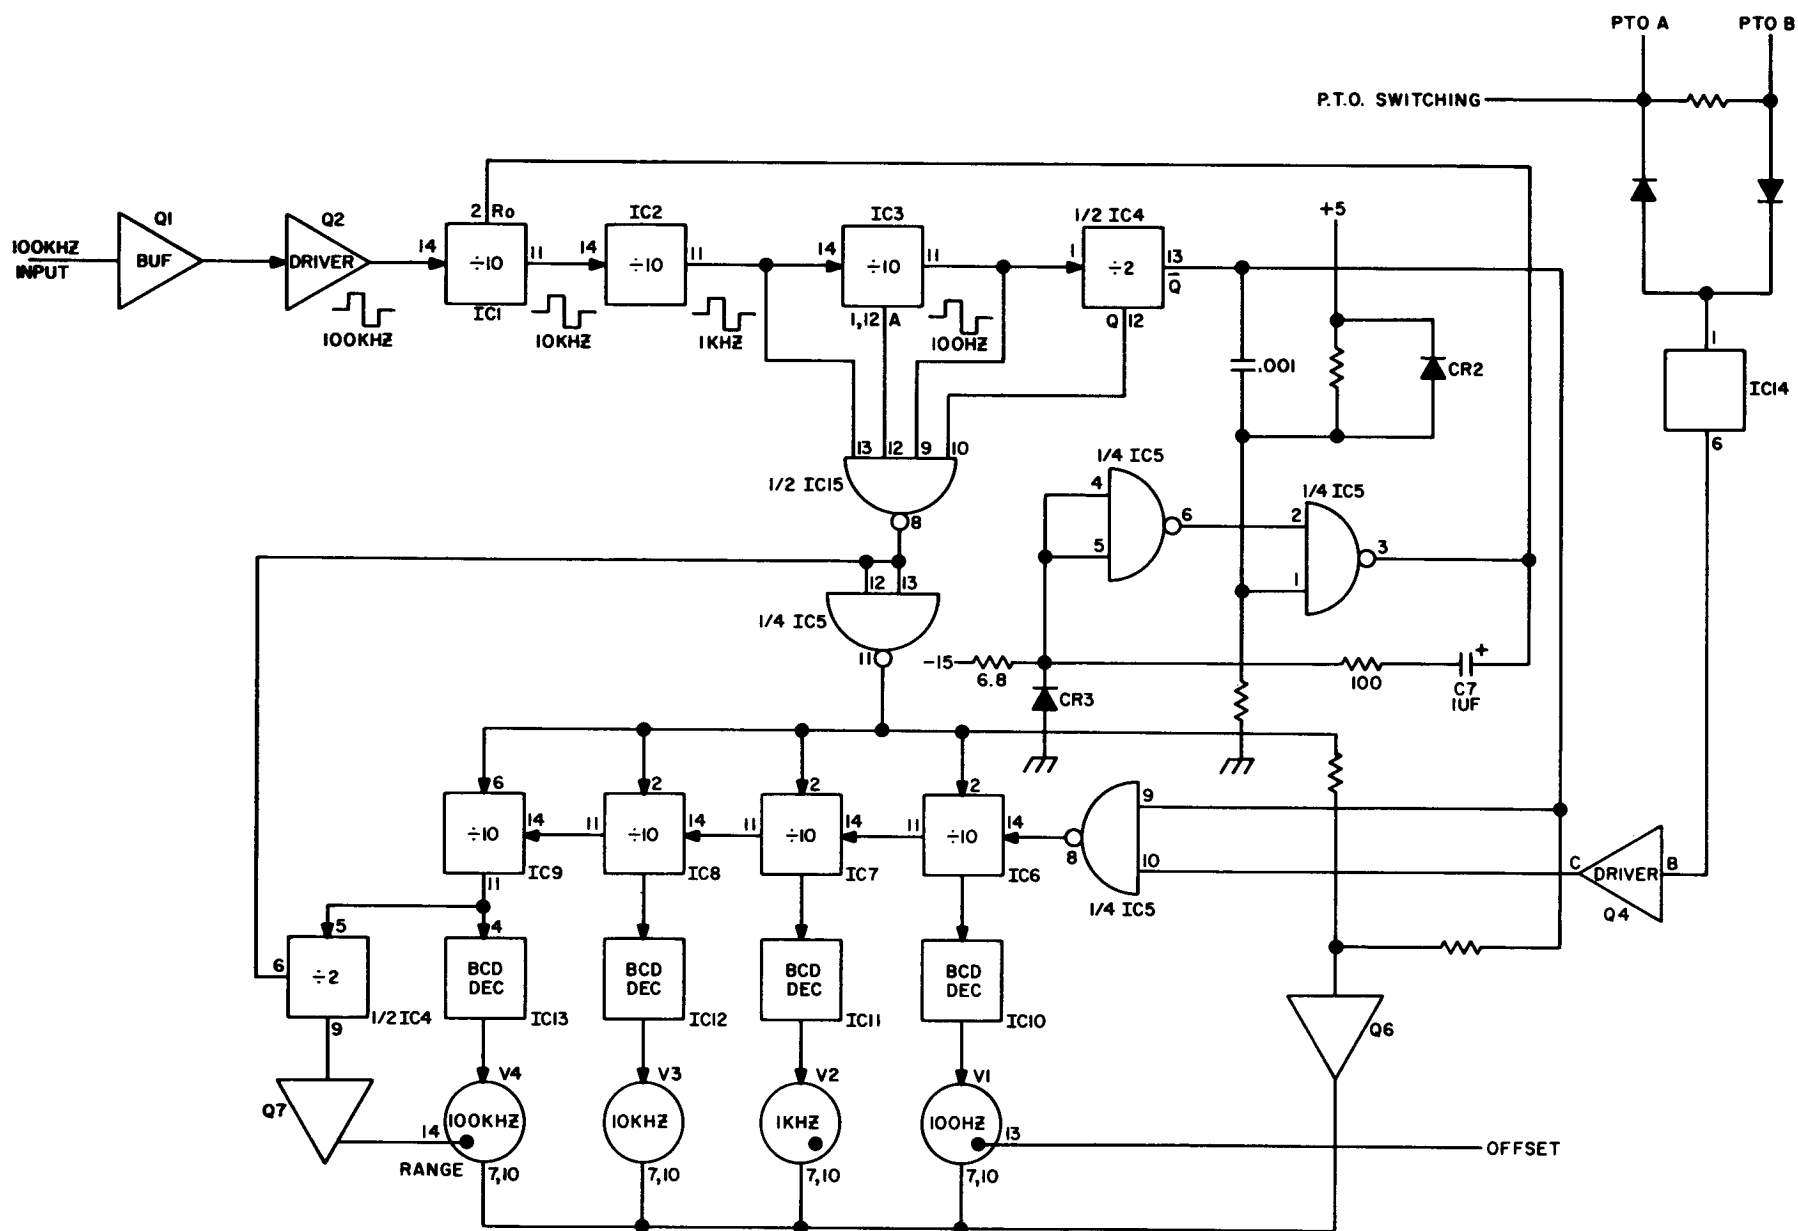 PTO A
PTO B
P.T.O. SWITCHING
100KHZ
INPUT
Q1
BUF
Q2
DRIVER
100KHZ
14
2 Ro
÷10
IC1
11
10KHZ
14
IC2
÷10
11
1KHZ
14
IC3
÷10
1,12 A
11
100HZ
1
1/2 IC4
÷2
13
Q̅
Q 12
.001
+5
CR2
1
IC14
6
13 12 9 10
1/2 IC15
8
12 13
1/4 IC5
11
1/4 IC5
4
5
6
1/4 IC5
2
1
3
-15
6.8
CR3
100
+
C7
1UF
6
÷10
IC9
14
11
2
÷10
IC8
14
11
2
÷10
IC7
14
11
2
÷10
IC6
14
8
9
10
1/4 IC5
C
DRIVER
B
Q4
11
5
6
÷2
1/2 IC4
9
4
BCD
DEC
IC13
BCD
DEC
IC12
BCD
DEC
IC11
BCD
DEC
IC10
Q6
Q7
14
RANGE
V4
100KHZ
7,10
V3
10KHZ
7,10
V2
1KHZ
7,10
V1
100HZ
7,10
13
OFFSET